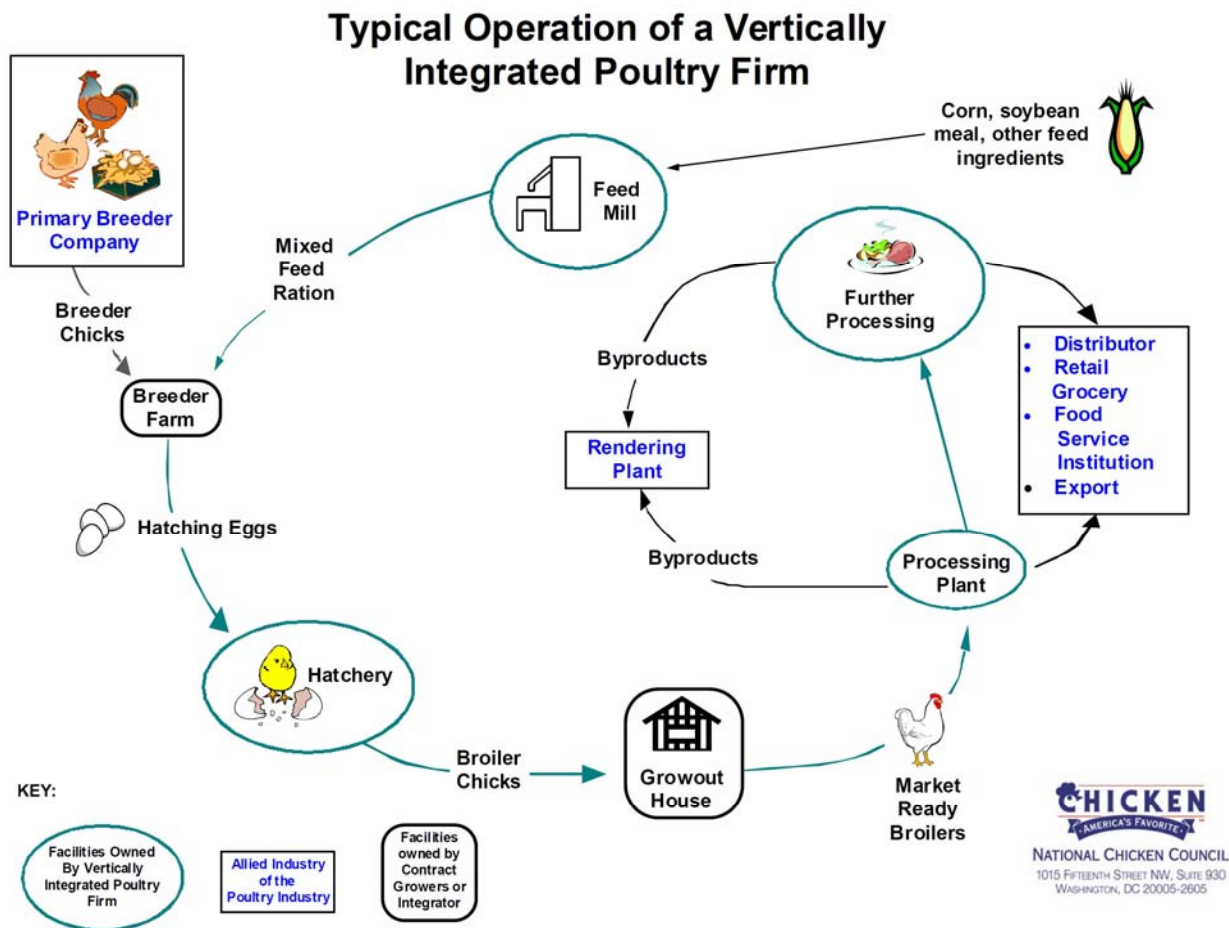 Typical Operation of a Vertically
Integrated Poultry Firm
Primary Breeder
Company
Corn, soybean
meal, other feed
ingredients
Feed
Mill
Mixed
Feed
Ration
Breeder
Chicks
Breeder
Farm
Further
Processing
Byproducts
• Distributor
• Retail
Grocery
• Food
Service
Institution
• Export
Rendering
Plant
Hatching Eggs
Byproducts
Processing
Plant
Hatchery
Broiler
Chicks
Growout
House
Market
Ready
Broilers
KEY:
Facilities Owned
By Vertically
Integrated Poultry
Firm
Allied Industry
of the
Poultry Industry
Facilities
owned by
Contract
Growers or
Integrator
CHICKEN
AMERICA'S FAVORITE
NATIONAL CHICKEN COUNCIL
1015 FIFTEENTH STREET NW, SUITE 930
WASHINGTON, DC 20005-2605